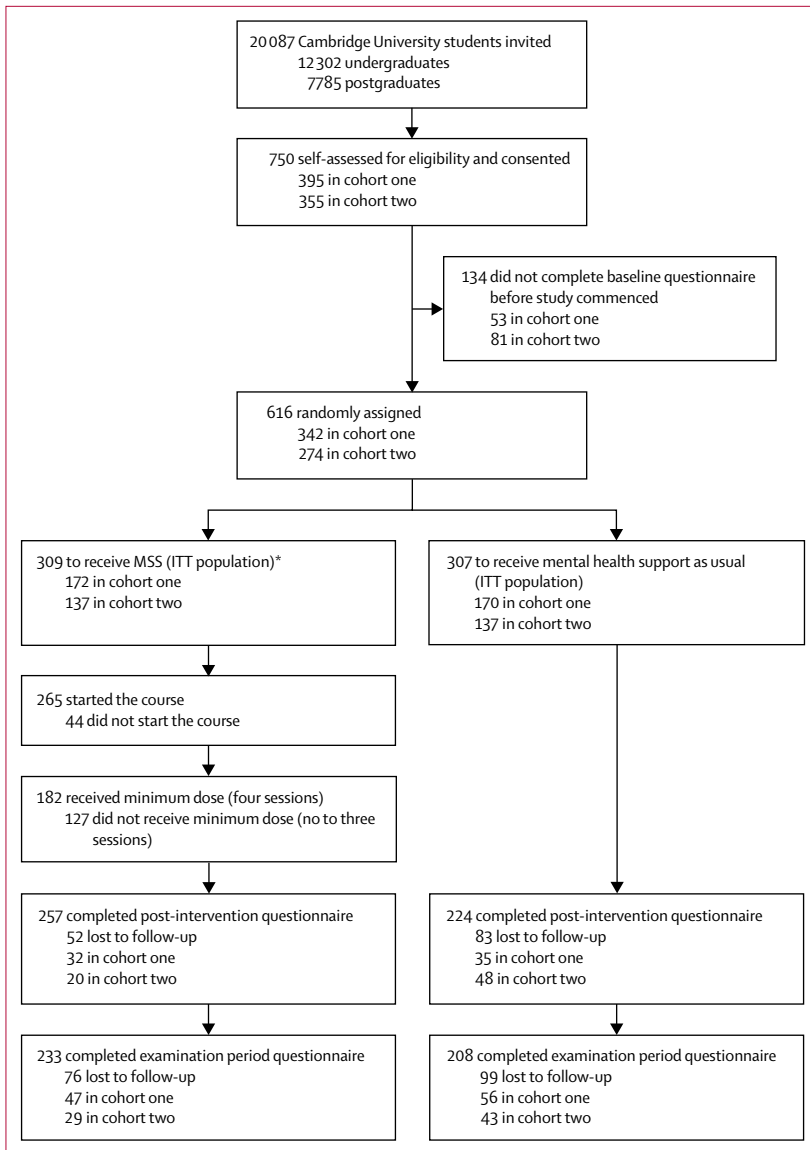 20 087 Cambridge University students invited
12 302 undergraduates
7785 postgraduates
750 self-assessed for eligibility and consented
395 in cohort one
355 in cohort two
134 did not complete baseline questionnaire
before study commenced
53 in cohort one
81 in cohort two
616 randomly assigned
342 in cohort one
274 in cohort two
309 to receive MSS (ITT population)*
172 in cohort one
137 in cohort two
307 to receive mental health support as usual
(ITT population)
170 in cohort one
137 in cohort two
265 started the course
44 did not start the course
182 received minimum dose (four sessions)
127 did not receive minimum dose (no to three
sessions)
257 completed post-intervention questionnaire
52 lost to follow-up
32 in cohort one
20 in cohort two
224 completed post-intervention questionnaire
83 lost to follow-up
35 in cohort one
48 in cohort two
233 completed examination period questionnaire
76 lost to follow-up
47 in cohort one
29 in cohort two
208 completed examination period questionnaire
99 lost to follow-up
56 in cohort one
43 in cohort two